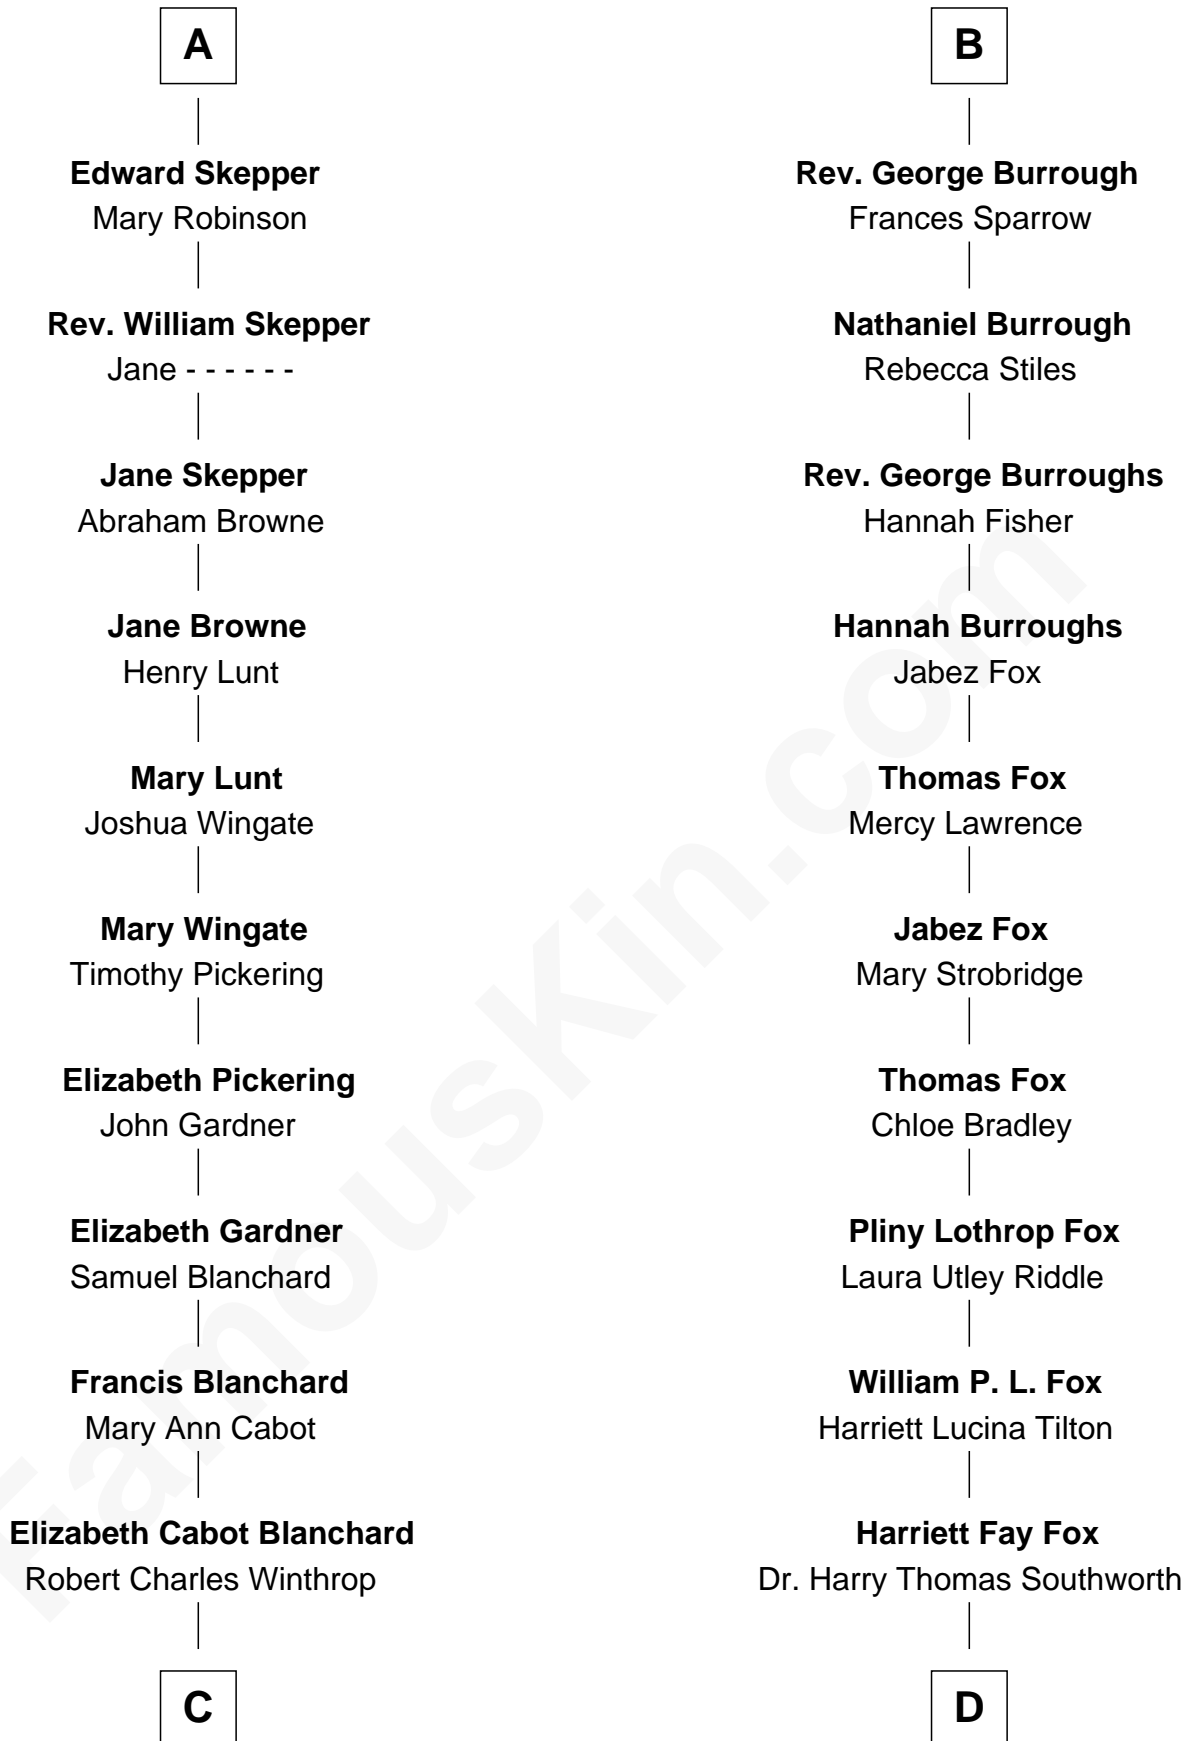 A
Edward Skepper
Mary Robinson
Rev. William Skepper
Jane - - - - - -
Jane Skepper
Abraham Browne
Jane Browne
Henry Lunt
Mary Lunt
Joshua Wingate
Mary Wingate
Timothy Pickering
Elizabeth Pickering
John Gardner
Elizabeth Gardner
Samuel Blanchard
Francis Blanchard
Mary Ann Cabot
Elizabeth Cabot Blanchard
Robert Charles Winthrop
C
B
Rev. George Burrough
Frances Sparrow
Nathaniel Burrough
Rebecca Stiles
Rev. George Burroughs
Hannah Fisher
Hannah Burroughs
Jabez Fox
Thomas Fox
Mercy Lawrence
Jabez Fox
Mary Strobridge
Thomas Fox
Chloe Bradley
Pliny Lothrop Fox
Laura Utley Riddle
William P. L. Fox
Harriett Lucina Tilton
Harriett Fay Fox
Dr. Harry Thomas Southworth
D
FamousKin.com